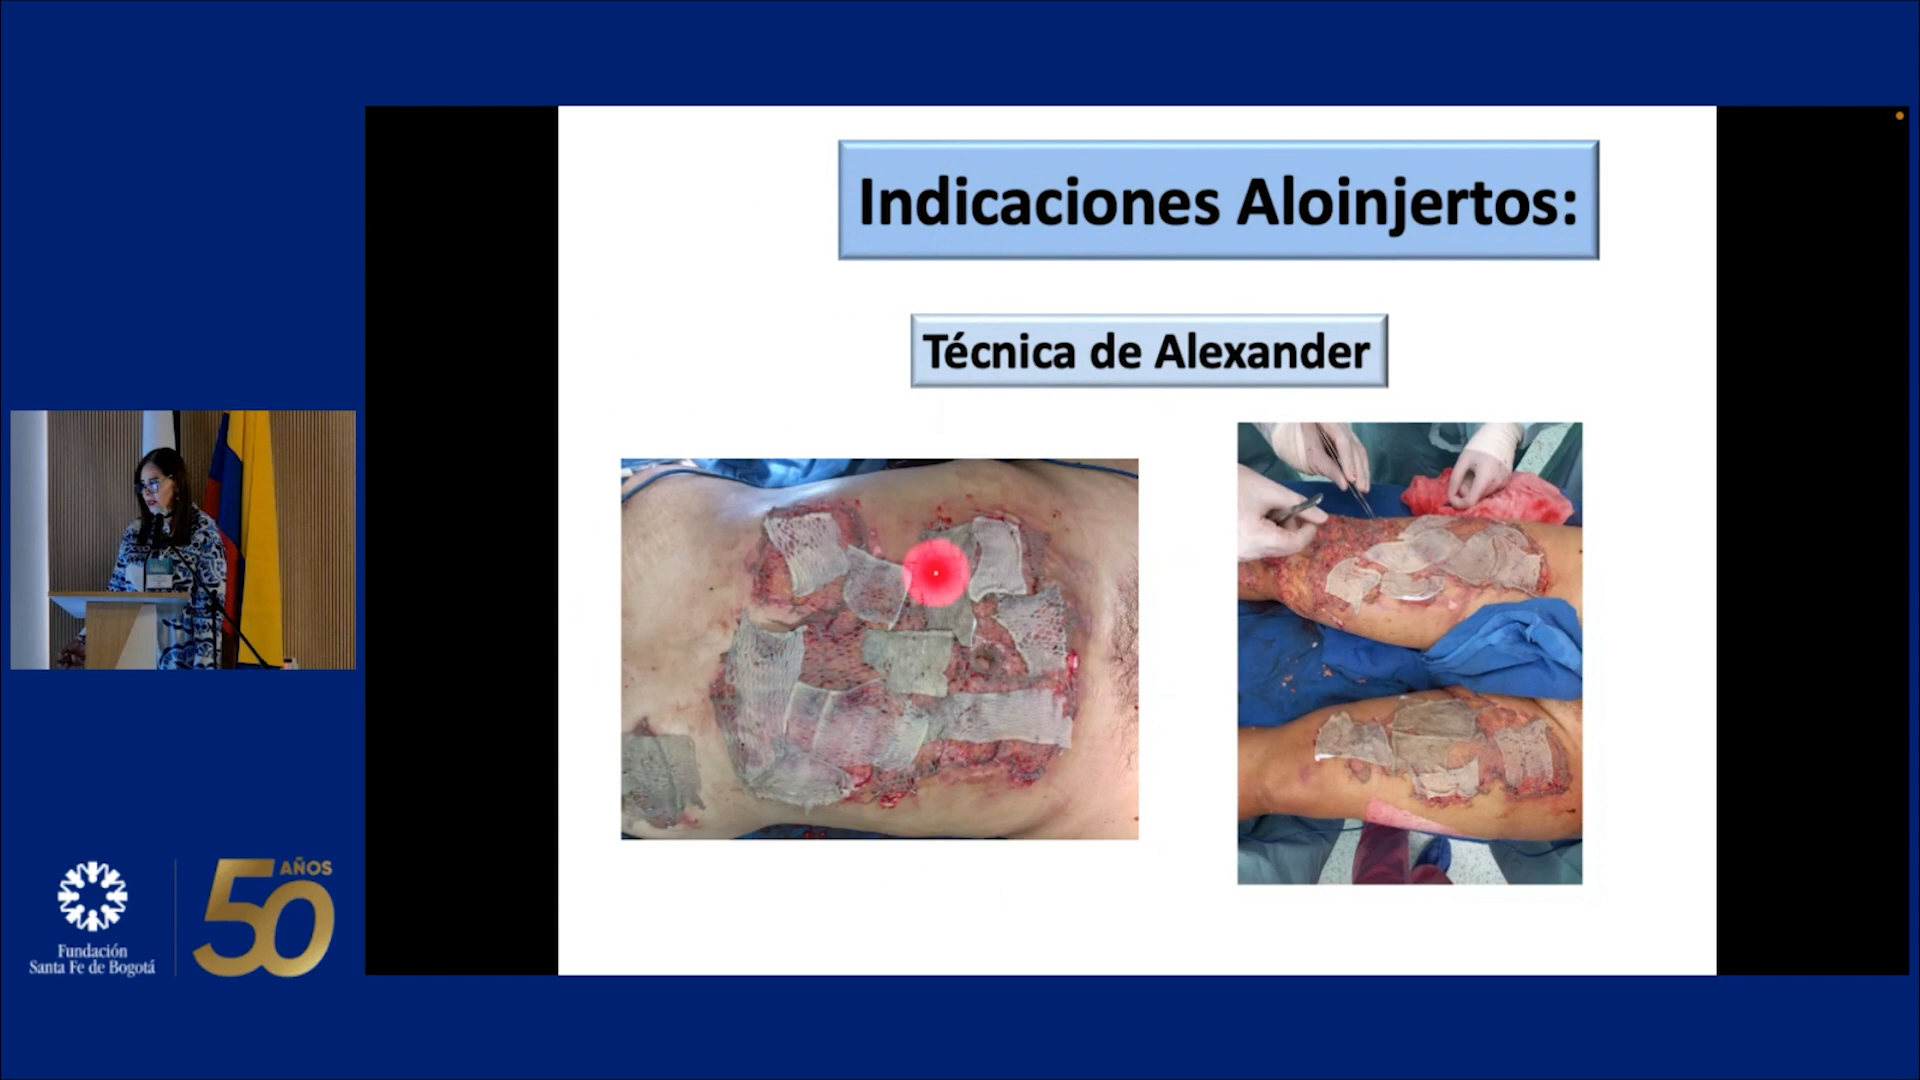 Indicaciones Aloinjertos:
Técnica de Alexander
Fundación
Santa Fe de Bogotá
50 AÑOS